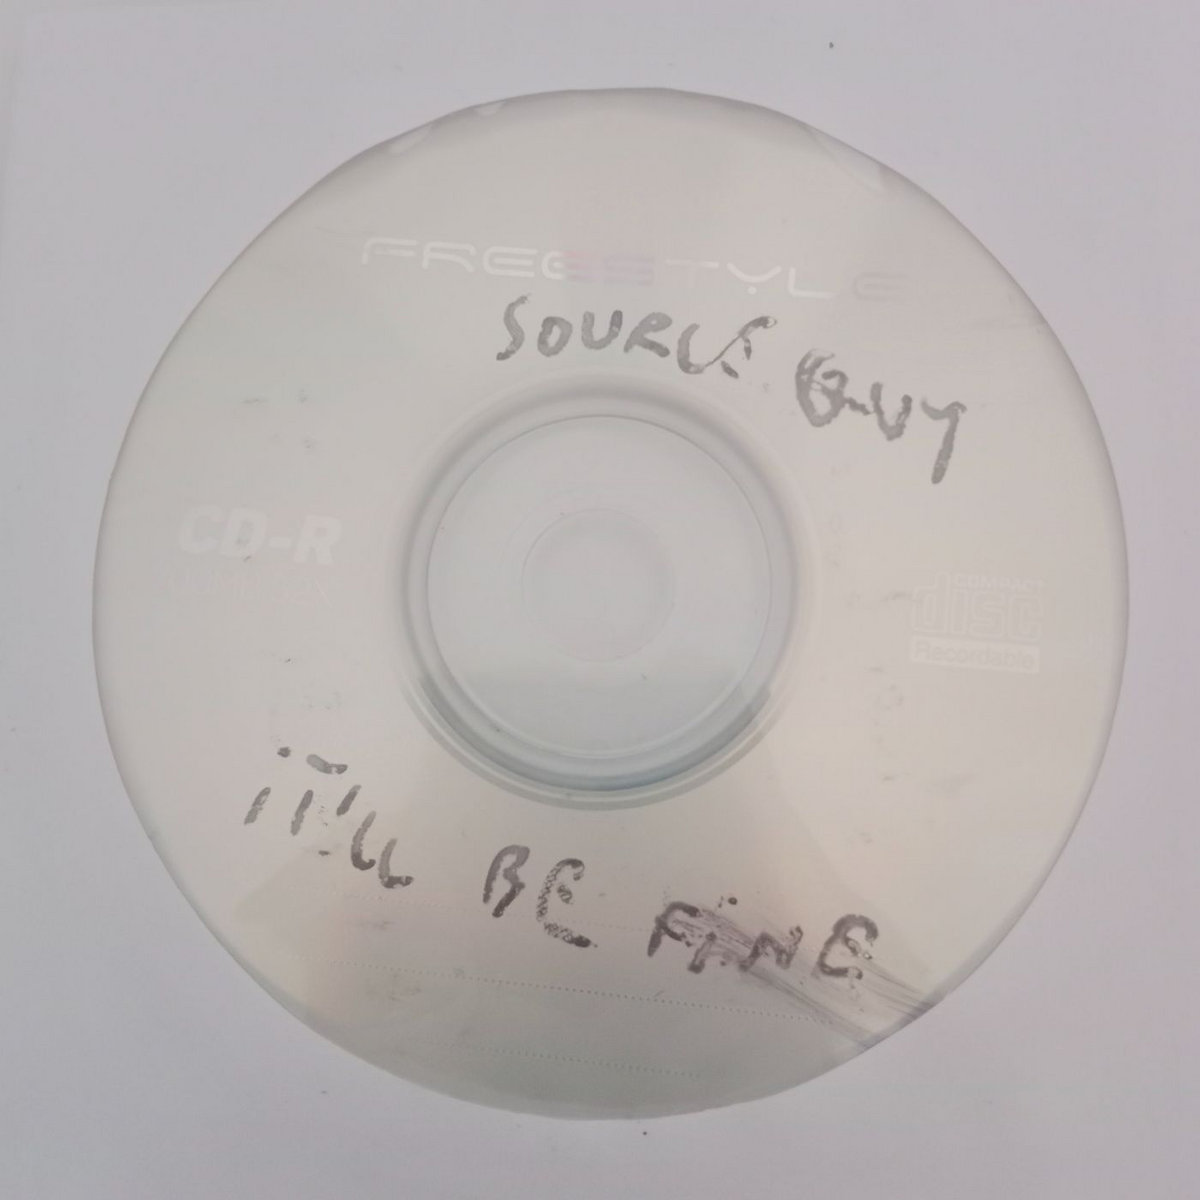 FREESTYLE
SOURCE GUY
CD-R
COMPACT
disc
Recordable
iT'LL BE FiNE